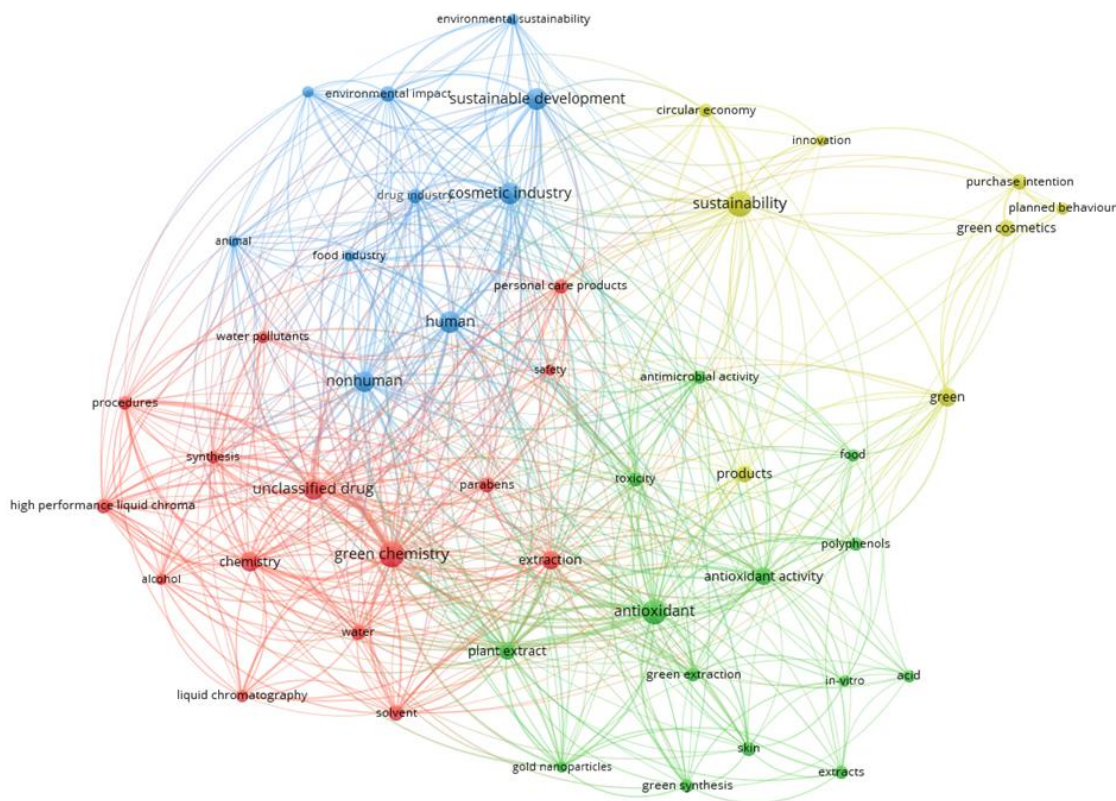 environmental sustainability
environmental impact
sustainable development
circular economy
innovation
drug industry
cosmetic industry
sustainability
purchase intention
planned behaviour
green cosmetics
animal
food industry
personal care products
human
water pollutants
safety
nonhuman
antimicrobial activity
procedures
green
synthesis
food
unclassified drug
parabens
toxicity
products
high performance liquid chroma
polyphenols
green chemistry
extraction
chemistry
antioxidant activity
alcohol
antioxidant
water
plant extract
green extraction
in-vitro
acid
liquid chromatography
solvent
skin
gold nanoparticles
green synthesis
extracts